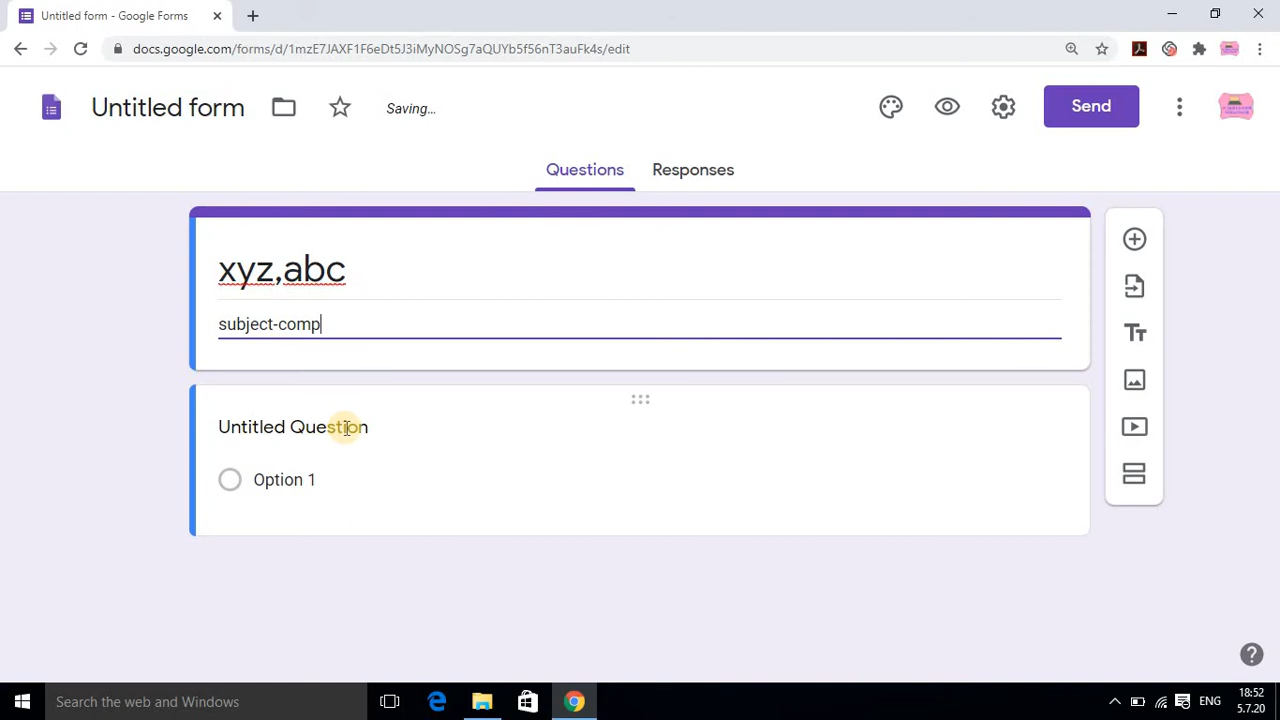 Untitled form - Google Forms
docs.google.com/forms/d/1mzE7JAXF1F6eDt5J3iMyNOSg7aQUYb5f56nT3auFk4s/edit
Untitled form
Saving...
Send
Questions
Responses
xyz,abc
subject-comp
Untitled Question
Option 1
Search the web and Windows
ENG
18:52
5.7.20